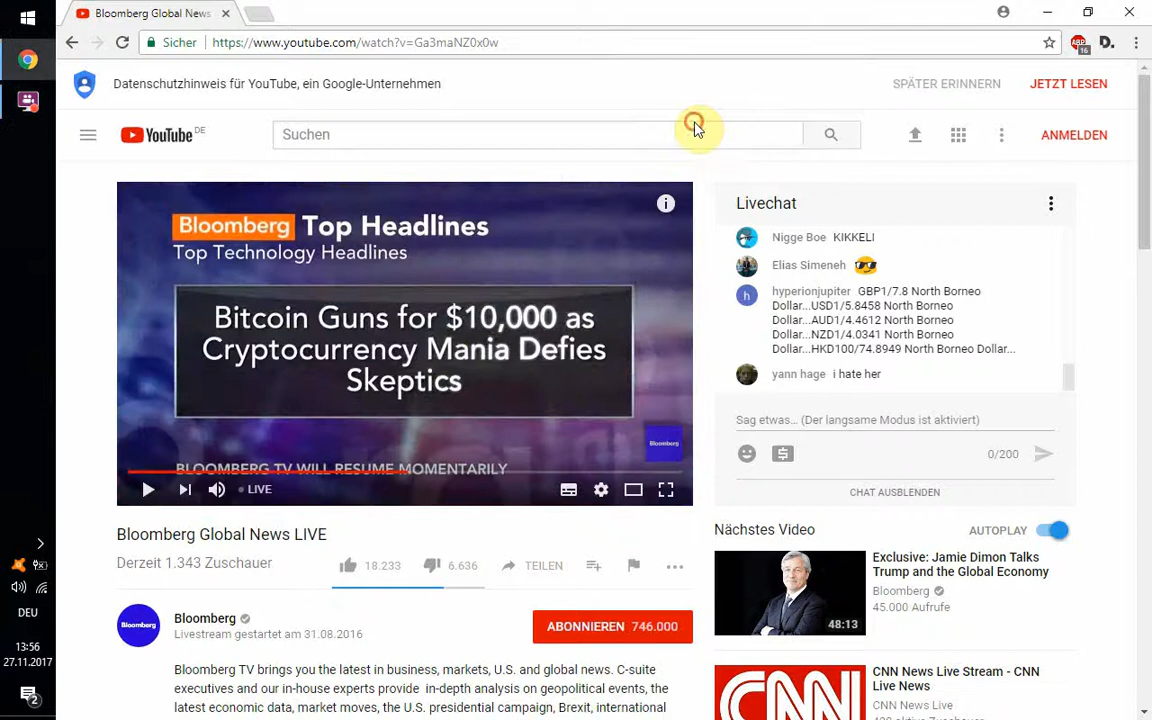 Bloomberg Global News
Sicher https://www.youtube.com/watch?v=Ga3maNZ0x0w
ABP
16
D.
Datenschutzhinweis für YouTube, ein Google-Unternehmen
SPÄTER ERINNERN
JETZT LESEN
YouTube DE
Suchen
ANMELDEN
Bloomberg Top Headlines
Top Technology Headlines
Bitcoin Guns for $10,000 as
Cryptocurrency Mania Defies
Skeptics
Bloomberg
BLOOMBERG TV WILL RESUME MOMENTARILY
LIVE
Livechat
Nigge Boe KIKKELI
Elias Simeneh
h
hyperionjupiter GBP1/7.8 North Borneo
Dollar...USD1/5.8458 North Borneo
Dollar...AUD1/4.4612 North Borneo
Dollar...NZD1/4.0341 North Borneo
Dollar...HKD100/74.8949 North Borneo Dollar...
yann hage i hate her
Sag etwas... (Der langsame Modus ist aktiviert)
0/200
CHAT AUSBLENDEN
Bloomberg Global News LIVE
Derzeit 1.343 Zuschauer
18.233
6.636
TEILEN
Bloomberg
Bloomberg
Livestream gestartet am 31.08.2016
ABONNIEREN 746.000
Bloomberg TV brings you the latest in business, markets, U.S. and global news. C-suite
executives and our in-house experts provide in-depth analysis on geopolitical events, the
latest economic data, market moves, the U.S. presidential campaign, Brexit, international
Nächstes Video
AUTOPLAY
Exclusive: Jamie Dimon Talks
Trump and the Global Economy
Bloomberg
45.000 Aufrufe
48:13
CNN News Live Stream - CNN
Live News
CNN News Live
CNN
DEU
13:56
27.11.2017
2